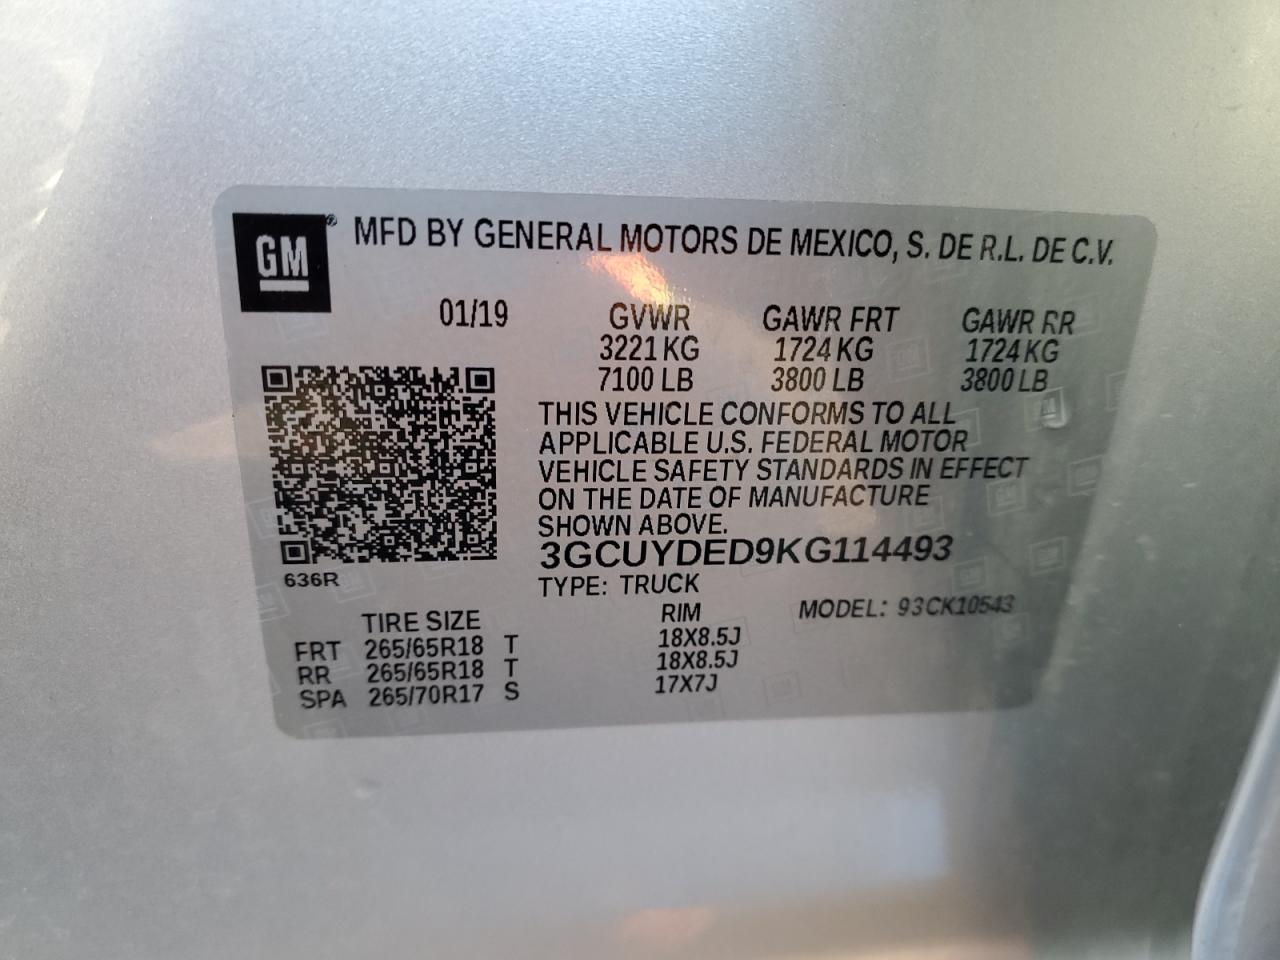 GM ® MFD BY GENERAL MOTORS DE MEXICO, S. DE R.L. DE C.V.
01/19 GVWR GAWR FRT GAWR RR
3221 KG 1724 KG 1724 KG
7100 LB 3800 LB 3800 LB
THIS VEHICLE CONFORMS TO ALL
APPLICABLE U.S. FEDERAL MOTOR
VEHICLE SAFETY STANDARDS IN EFFECT
ON THE DATE OF MANUFACTURE
SHOWN ABOVE.
3GCUYDED9KG114493
636R
TYPE: TRUCK
TIRE SIZE RIM MODEL: 93CK10543
FRT 265/65R18 T 18X8.5J
RR 265/65R18 T 18X8.5J
SPA 265/70R17 S 17X7J